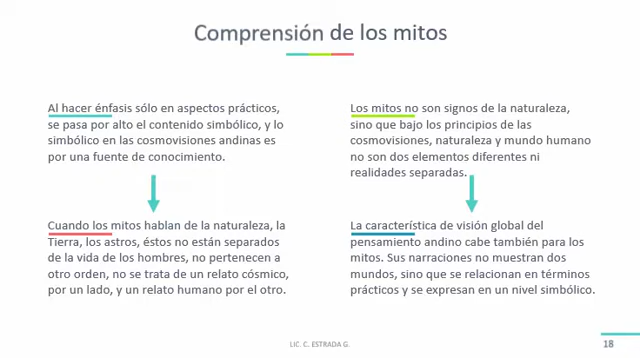 Comprensión de los mitos
Al hacer énfasis sólo en aspectos prácticos,
se pasa por alto el contenido simbólico, y lo
simbólico en las cosmovisiones andinas es
por una fuente de conocimiento.
Cuando los mitos hablan de la naturaleza, la
Tierra, los astros, éstos no están separados
de la vida de los hombres, no pertenecen a
otro orden, no se trata de un relato cósmico,
por un lado, y un relato humano por el otro.
Los mitos no son signos de la naturaleza,
sino que bajo los principios de las
cosmovisiones, naturaleza y mundo humano
no son dos elementos diferentes ni
realidades separadas.
La característica de visión global del
pensamiento andino cabe también para los
mitos. Sus narraciones no muestran dos
mundos, sino que se relacionan en términos
prácticos y se expresan en un nivel simbólico.
LIC. C. ESTRADA G.
18